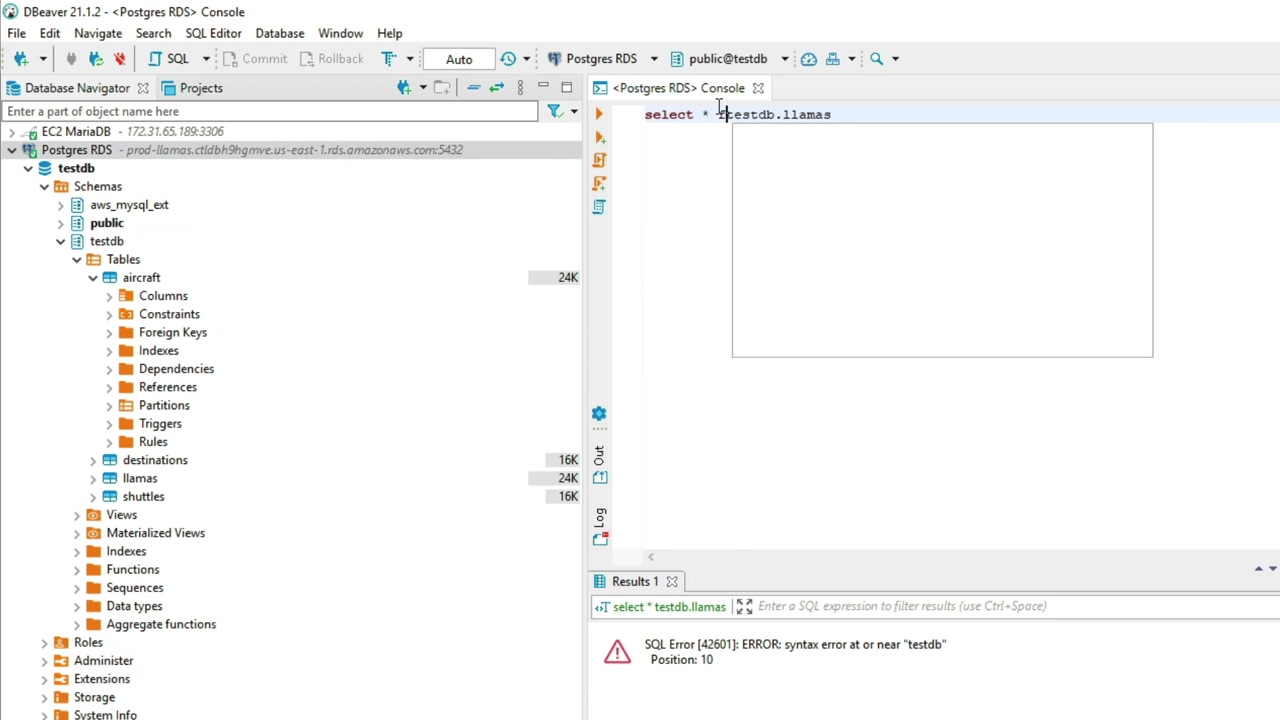 DBeaver 21.1.2 - <Postgres RDS> Console
File Edit Navigate Search SQL Editor Database Window Help
SQL Commit Rollback Auto Postgres RDS public@testdb
Database Navigator Projects
Enter a part of object name here
EC2 MariaDB - 172.31.65.189:3306
Postgres RDS - prod-llamas.ctldbh9hgmve.us-east-1.rds.amazonaws.com:5432
testdb
Schemas
aws_mysql_ext
public
testdb
Tables
aircraft 24K
Columns
Constraints
Foreign Keys
Indexes
Dependencies
References
Partitions
Triggers
Rules
destinations 16K
llamas 24K
shuttles 16K
Views
Materialized Views
Indexes
Functions
Sequences
Data types
Aggregate functions
Roles
Administer
Extensions
Storage
System Info
<Postgres RDS> Console
select * ftestdb.llamas
Out
Log
Results 1
select * testdb.llamas Enter a SQL expression to filter results (use Ctrl+Space)
SQL Error [42601]: ERROR: syntax error at or near "testdb"
Position: 10